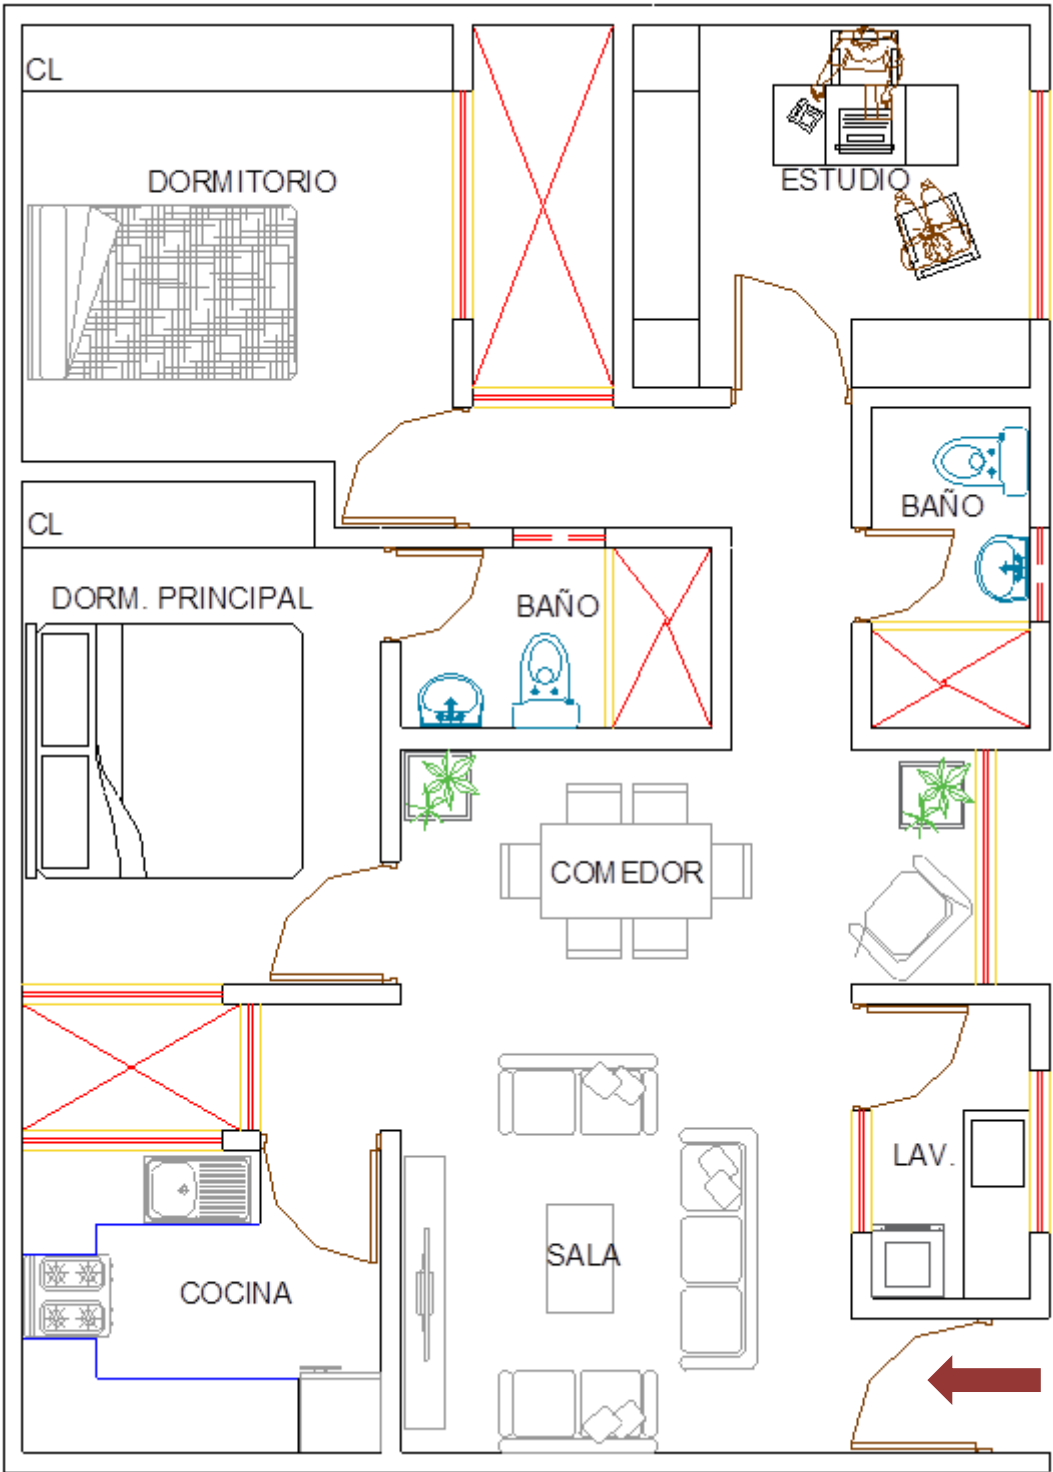 CL
DORMITORIO
ESTUDIO
CL
BAÑO
DORM. PRINCIPAL
BAÑO
COMEDOR
LAV.
SALA
COCINA